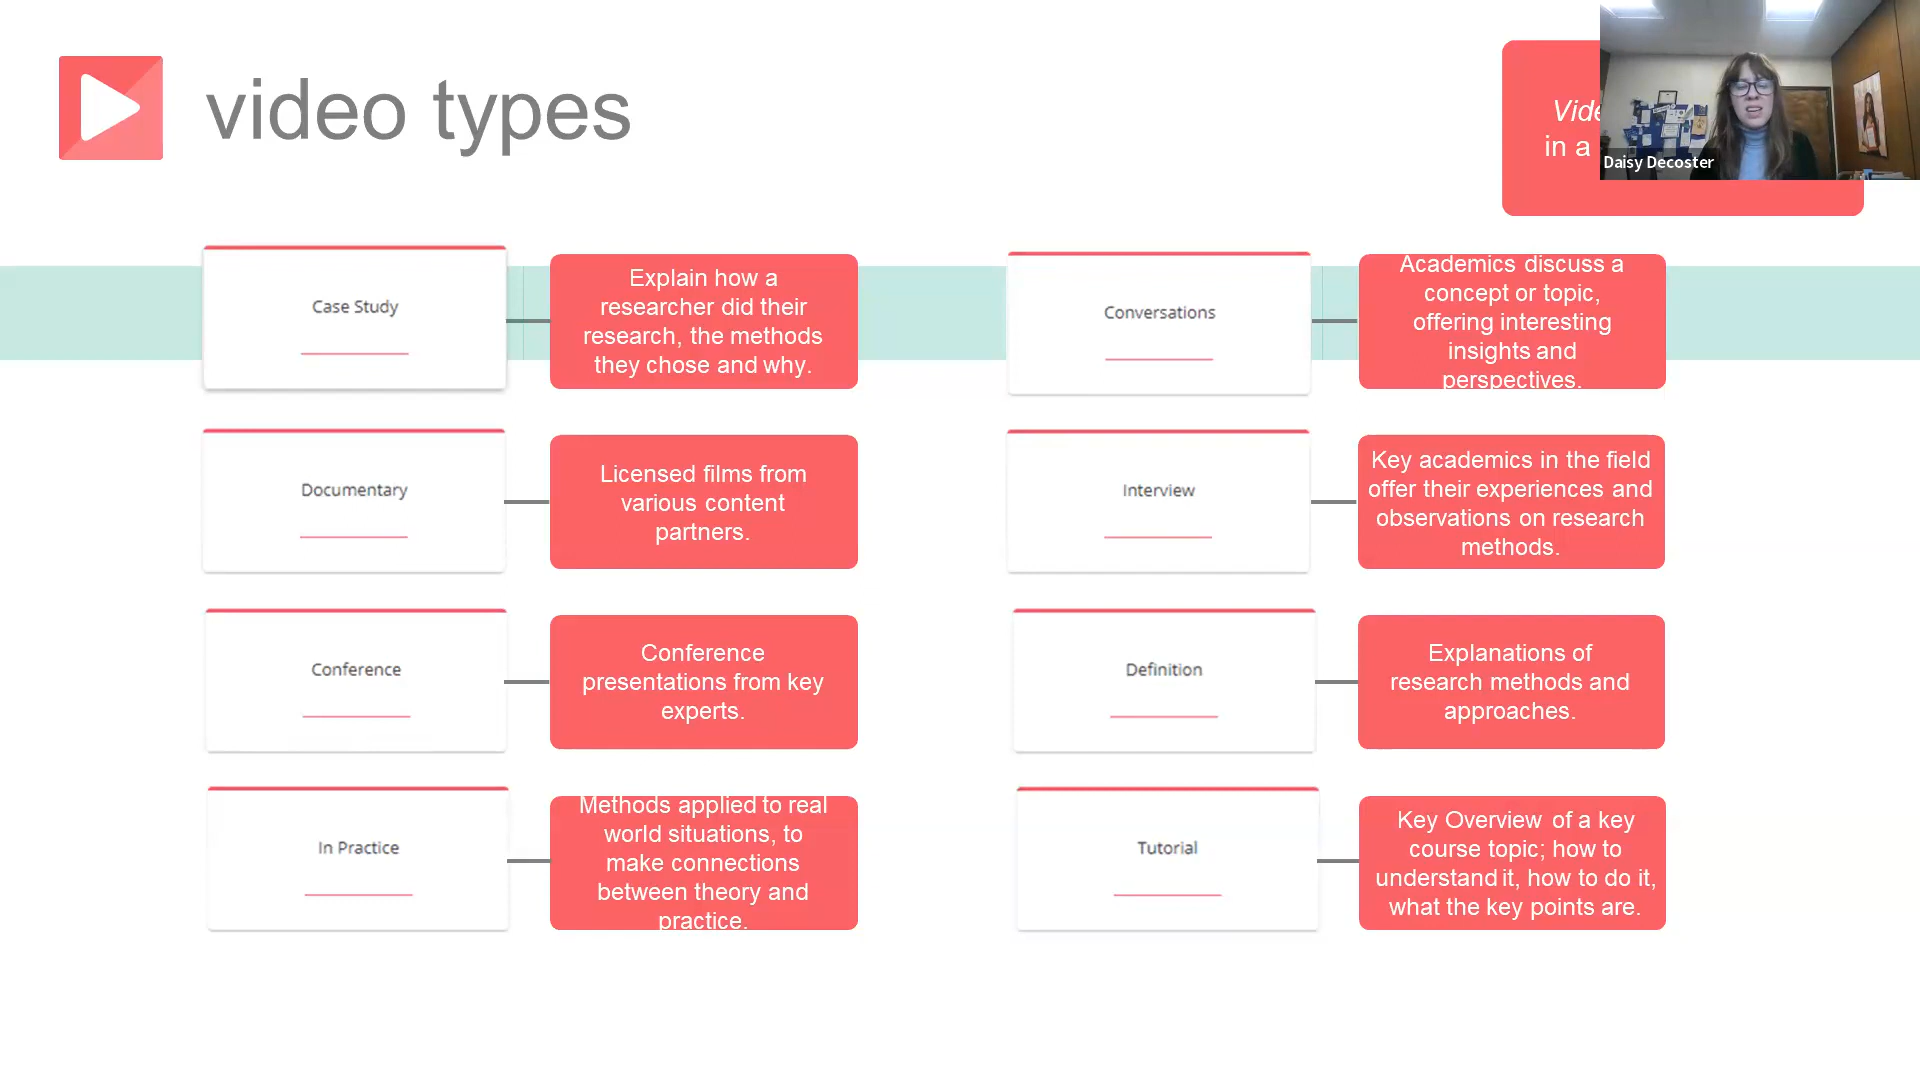 video types
in a
Daisy Decoster
Case Study
Explain how a
researcher did their
research, the methods
they chose and why.
Conversations
Academics discuss a
concept or topic,
offering interesting
insights and
perspectives.
Documentary
Licensed films from
various content
partners.
Interview
Key academics in the field
offer their experiences and
observations on research
methods.
Conference
Conference
presentations from key
experts.
Definition
Explanations of
research methods and
approaches.
In Practice
Methods applied to real
world situations, to
make connections
between theory and
practice.
Tutorial
Key Overview of a key
course topic; how to
understand it, how to do it,
what the key points are.